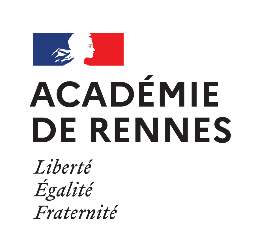 ACADÉMIE
DE RENNES
Liberté
Égalité
Fraternité